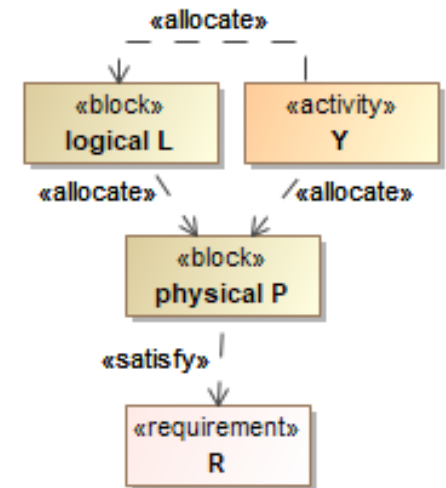 «allocate»
«block»
logical L
«activity»
Y
«allocate»
«allocate»
«block»
physical P
«satisfy»
«requirement»
R